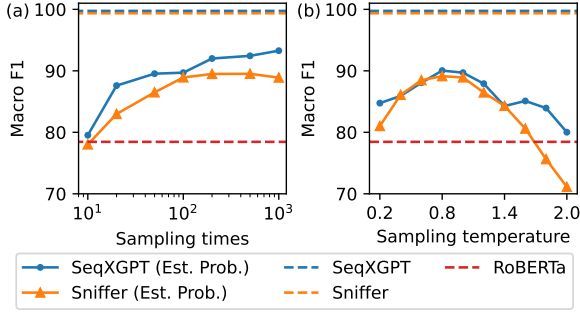 (a)
(b)
Macro F1
100
90
80
70
10^1
10^2
10^3
Sampling times
Macro F1
100
90
80
70
0.2
0.8
1.4
2.0
Sampling temperature
SeqXGPT (Est. Prob.)
SeqXGPT
RoBERTa
Sniffer (Est. Prob.)
Sniffer